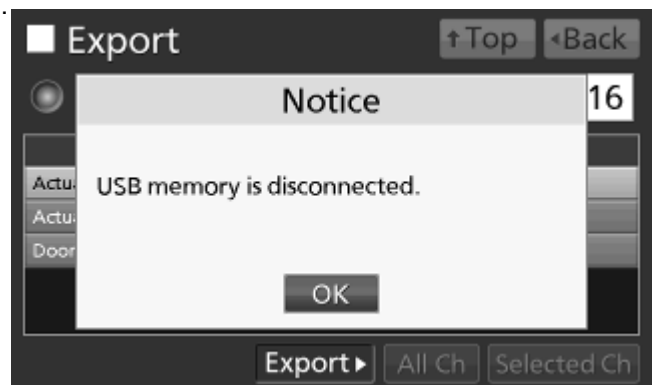 Export
↑Top
◂Back
Notice
16
USB memory is disconnected.
Actu
Actu
Door
OK
Export▸
All Ch
Selected Ch